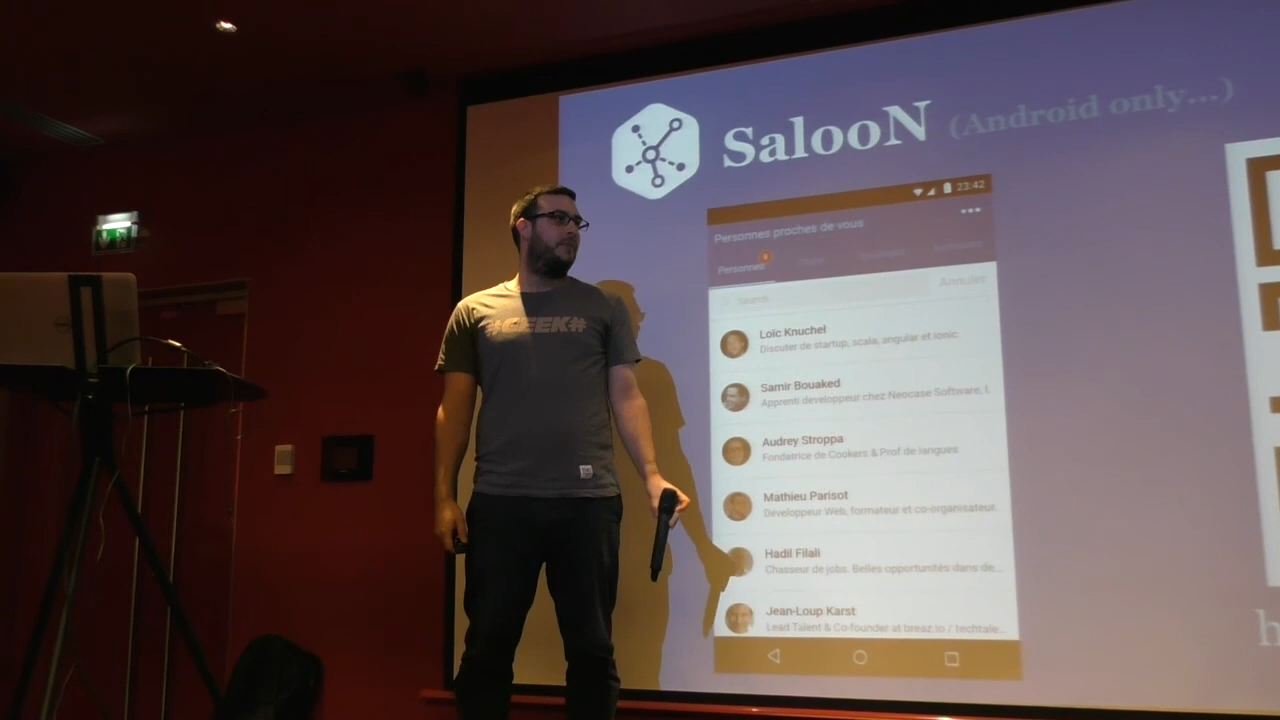 SalooN (Android only...)
23:42
Personnes proches de vous
Personnes
Search
Annuler
Loïc Knuchel
Discuter de startup, scala, angular et ionic.
Samir Bouaked
Apprenti developpeur chez Neocase Software, I.
Audrey Stroppa
Fondatrice de Cookers & Prof de langues
Mathieu Parisot
Developpeur Web, formateur et co-organisateur.
Hadil Filali
Chasseur de jobs. Belles opportunités dans de...
Jean-Loup Karst
Lead Talent & Co-founder at breaz.io / techtale...
#GEEK#
h